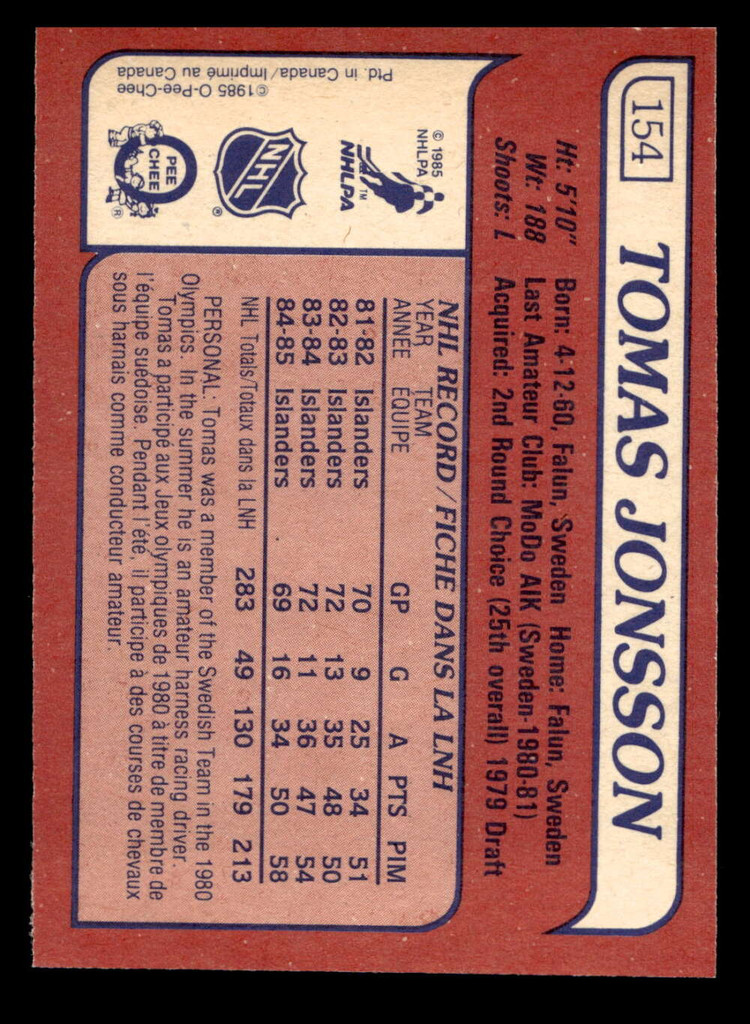 154 TOMAS JONSSON
Ht: 5'10" Born: 4-12-60, Falun, Sweden Home: Falun, Sweden
Wt: 188 Last Amateur Club: MoDo AIK (Sweden-1980-81)
Shoots: L Acquired: 2nd Round Choice (25th overall) 1979 Draft
© 1985
NHLPA
NHLPA
TM
NHL
®
PEE
CHEE
®
©1985 O-Pee-Chee
Ptd. in Canada/Imprimé au Canada
NHL RECORD / FICHE DANS LA LNH
YEAR TEAM
ANNÉE ÉQUIPE GP G A PTS PIM
81-82 Islanders 70 9 25 34 51
82-83 Islanders 72 13 35 48 50
83-84 Islanders 72 11 36 47 54
84-85 Islanders 69 16 34 50 58
NHL Totals/Totaux dans la LNH 283 49 130 179 213
PERSONAL: Tomas was a member of the Swedish Team in the 1980
Olympics. In the summer he is an amateur harness racing driver.
Tomas a participé aux Jeux olympiques de 1980 à titre de membre de
l'équipe suédoise. Pendant l'été, il participe à des courses de chevaux
sous harnais comme conducteur amateur.